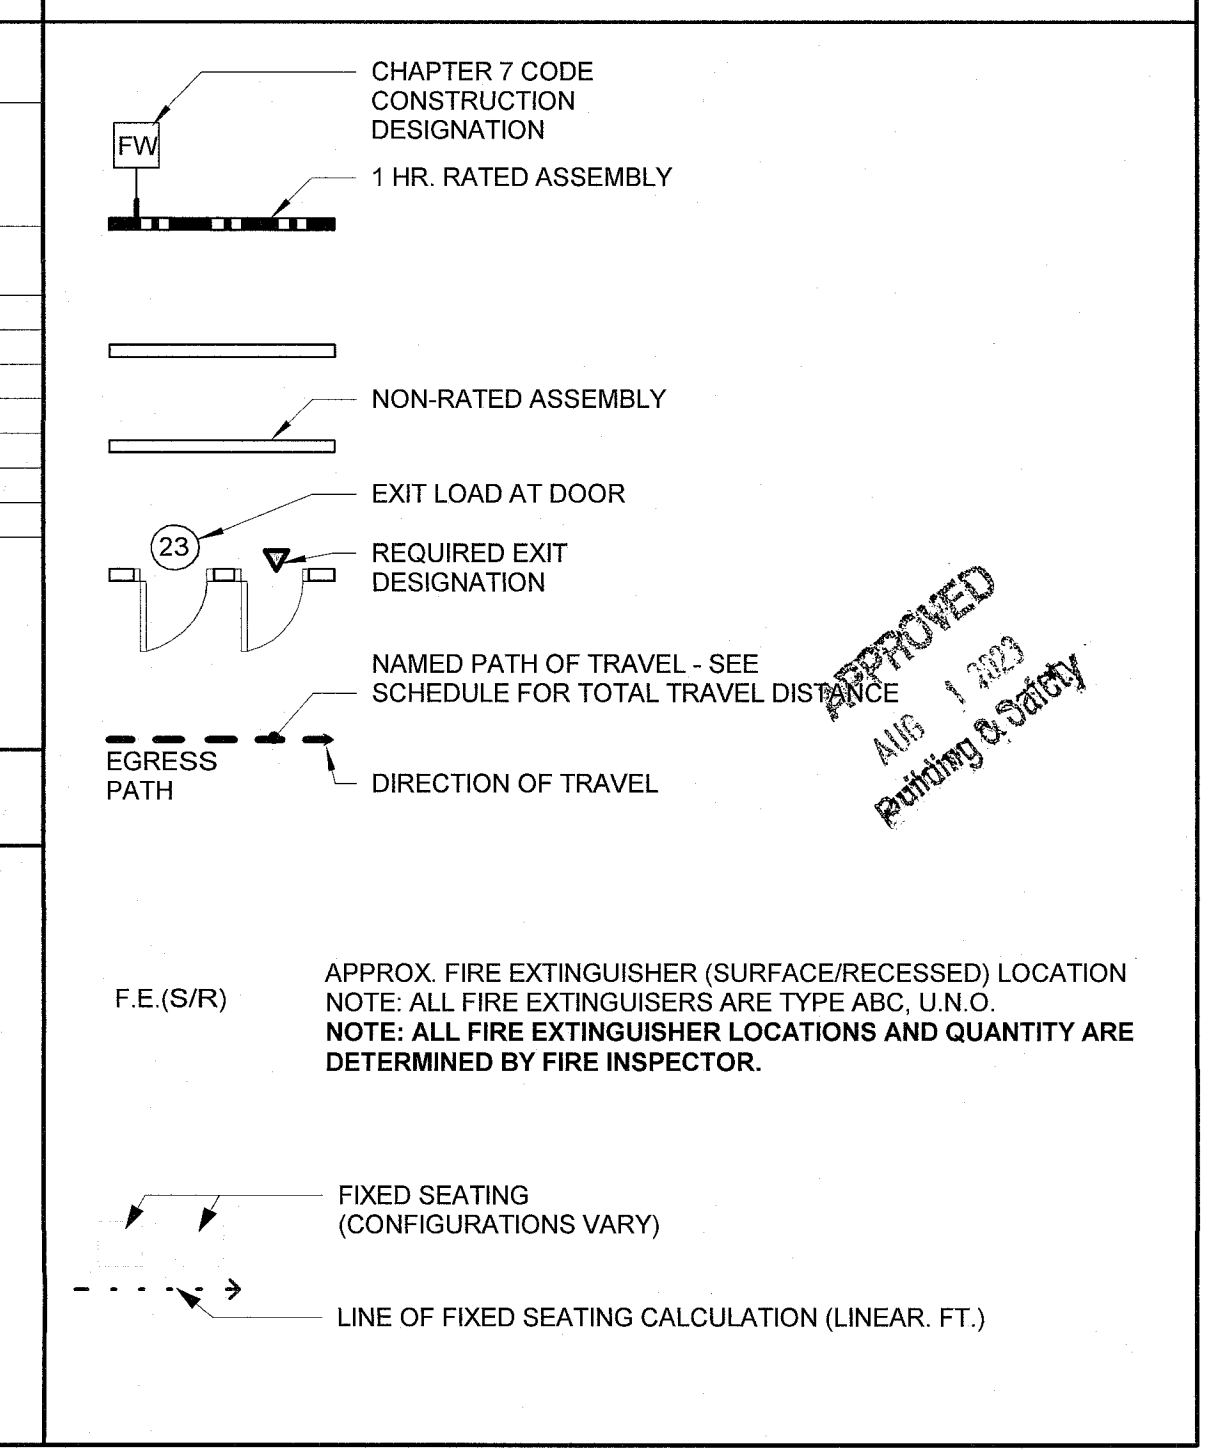 CHAPTER 7 CODE
CONSTRUCTION
DESIGNATION
FW
1 HR. RATED ASSEMBLY
NON-RATED ASSEMBLY
EXIT LOAD AT DOOR
23
REQUIRED EXIT
DESIGNATION
NAMED PATH OF TRAVEL - SEE
SCHEDULE FOR TOTAL TRAVEL DISTANCE
EGRESS
PATH
DIRECTION OF TRAVEL
APPROVED
AUG 1 2023
Building & Safety
F.E.(S/R)
APPROX. FIRE EXTINGUISHER (SURFACE/RECESSED) LOCATION
NOTE: ALL FIRE EXTINGUISERS ARE TYPE ABC, U.N.O.
NOTE: ALL FIRE EXTINGUISHER LOCATIONS AND QUANTITY ARE
DETERMINED BY FIRE INSPECTOR.
FIXED SEATING
(CONFIGURATIONS VARY)
LINE OF FIXED SEATING CALCULATION (LINEAR. FT.)